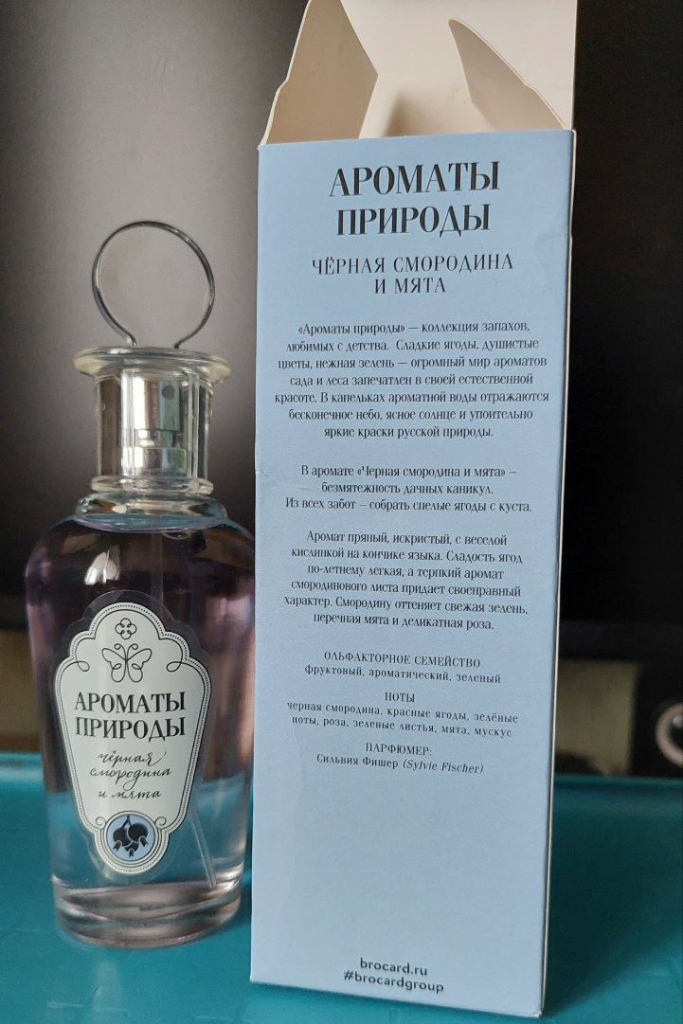 АРОМАТЫ
ПРИРОДЫ
ЧЁРНАЯ СМОРОДИНА
И МЯТА
«Ароматы природы» — коллекция запахов,
любимых с детства. Сладкие ягоды, душистые
цветы, нежная зелень — огромный мир ароматов
сада и леса запечатлен в своей естественной
красоте. В капельках ароматной воды отражаются
бесконечное небо, ясное солнце и упоительно
яркие краски русской природы.
В аромате «Черная смородина и мята» –
безмятежность дачных каникул.
Из всех забот – собрать спелые ягоды с куста.
Аромат пряный, искристый, с веселой
кислинкой на кончике языка. Сладость ягод
по-летнему легкая, а терпкий аромат
смородинового листа придает своенравный
характер. Смородину оттеняет свежая зелень,
перечная мята и деликатная роза.
ОЛЬФАКТОРНОЕ СЕМЕЙСТВО
фруктовый, ароматический, зеленый
НОТЫ
черная смородина, красные ягоды, зелёные
ноты, роза, зеленые листья, мята, мускус
ПАРФЮМЕР:
Сильвия Фишер (Sylvie Fischer)
brocard.ru
#brocardgroup
АРОМАТЫ
ПРИРОДЫ
чёрная
смородина
и мята